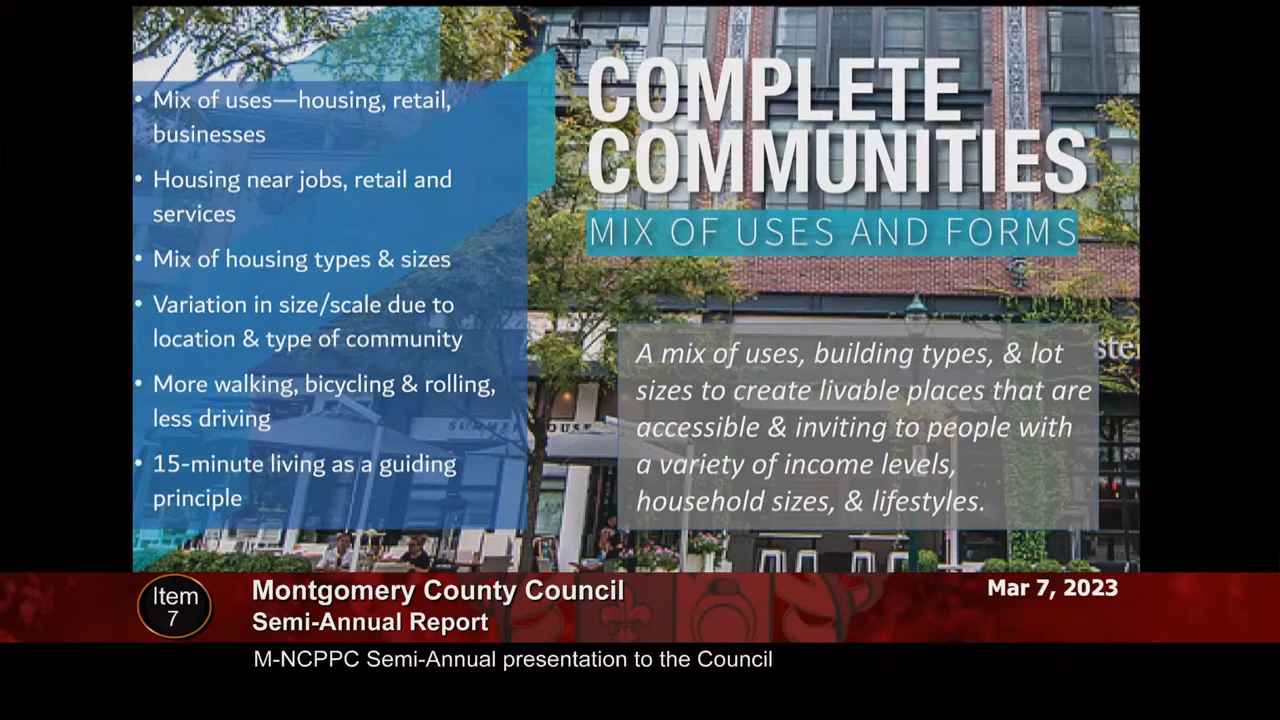 • Mix of uses—housing, retail,
businesses
• Housing near jobs, retail and
services
• Mix of housing types & sizes
• Variation in size/scale due to
location & type of community
• More walking, bicycling & rolling,
less driving
• 15-minute living as a guiding
principle
COMPLETE
COMMUNITIES
MIX OF USES AND FORMS
A mix of uses, building types, & lot
sizes to create livable places that are
accessible & inviting to people with
a variety of income levels,
household sizes, & lifestyles.
Item
7
Montgomery County Council
Semi-Annual Report
Mar 7, 2023
M-NCPPC Semi-Annual presentation to the Council